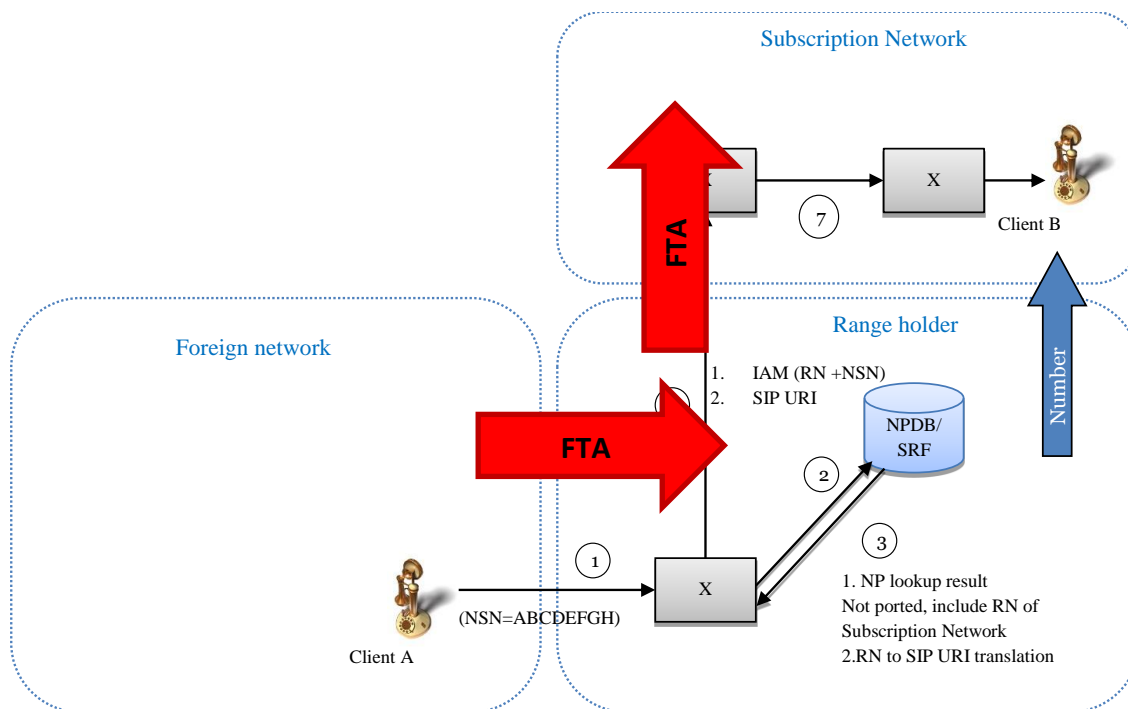 Subscription Network
X
X
7
Client B
FTA
Foreign network
Range holder
Number
1. IAM (RN +NSN)
2. SIP URI
NPDB/
SRF
FTA
2
3
1
X
(NSN=ABCDEFGH)
Client A
1. NP lookup result
Not ported, include RN of
Subscription Network
2.RN to SIP URI translation